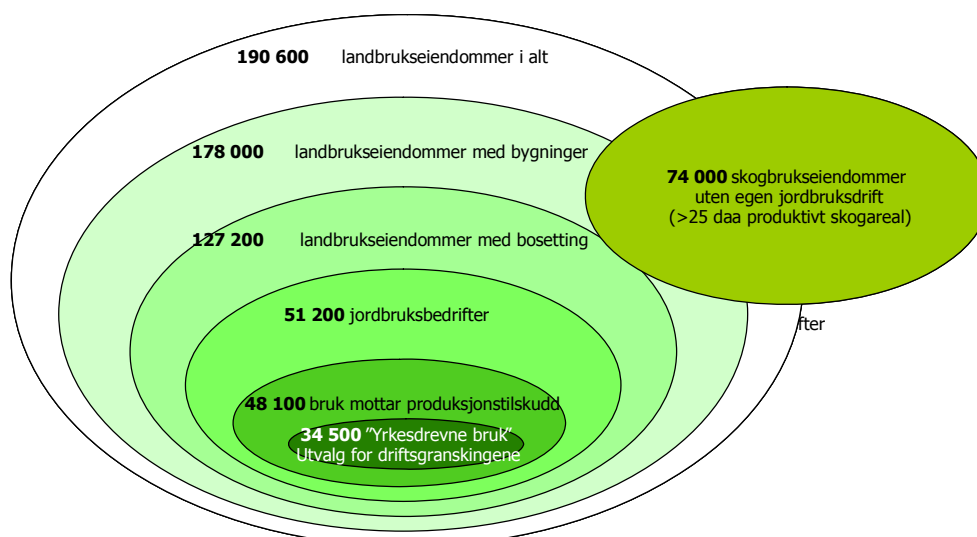 190 600 landbrukseiendommer i alt
178 000 landbrukseiendommer med bygninger
74 000 skogbrukseiendommer
uten egen jordbruksdrift
(>25 daa produktivt skogareal)
127 200 landbrukseiendommer med bosetting
51 200 jordbruksbedrifter
fter
48 100 bruk mottar produksjonstilskudd
34 500 ”Yrkesdrevne bruk”
Utvalg for driftsgranskingene